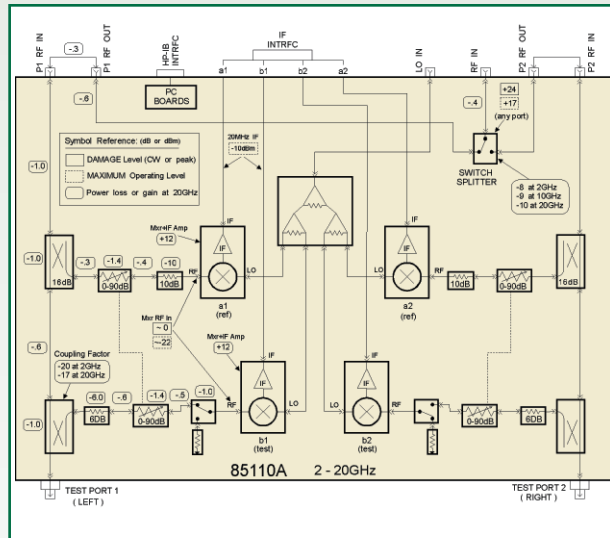 P1 RF IN
P1 RF OUT
HP-IB
INTRFC
IF
INTRFC
a1
b1
b2
a2
LO IN
RF IN
P2 RF OUT
P2 RF IN
-.3
-.6
PC
BOARDS
-.4
+24
+17
(any port)
SWITCH
SPLITTER
-8 at 2GHz
-9 at 10GHz
-10 at 20GHz
Symbol Reference: (dB or dBm)
DAMAGE Level (CW or peak)
MAXIMUM Operating Level
Power loss or gain at 20GHz
20MHz IF
-10dBm
-1.0
Mxr+IF Amp
+12
IF
IF
LO
RF
a1
(ref)
IF
IF
LO
RF
a2
(ref)
-1.0
16dB
-.3
-1.4
0-90dB
-.4
-10
10dB
10dB
0-90dB
16dB
Mxr RF In
~ 0
~-22
-.6
Coupling Factor
-20 at 2GHz
-17 at 20GHz
Mxr+IF Amp
+12
-1.0
-6.0
6DB
-.6
-1.4
0-90dB
-.5
-1.0
RF
IF
IF
LO
b1
(test)
IF
IF
LO
RF
b2
(test)
0-90dB
6DB
85110A 2 - 20GHz
TEST PORT 1
( LEFT )
TEST PORT 2
( RIGHT )